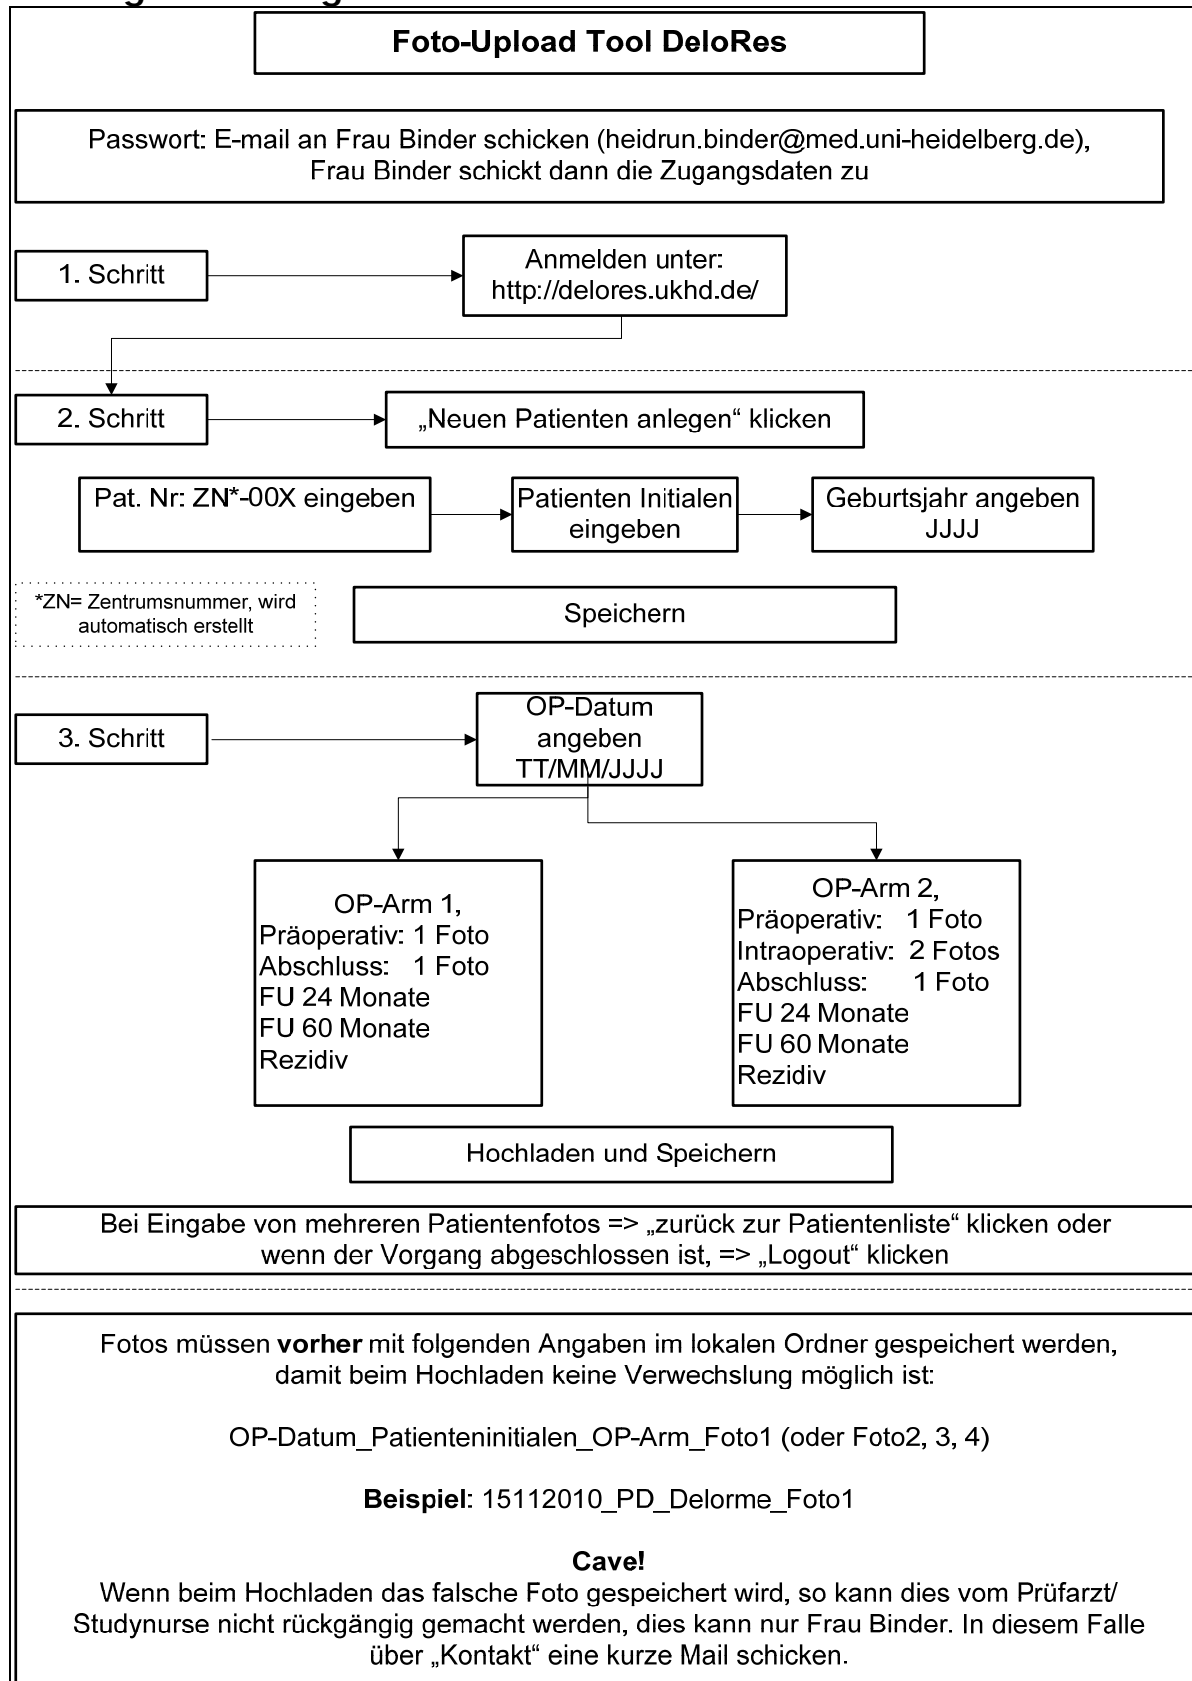 Foto-Upload Tool DeloRes
Passwort: E-mail an Frau Binder schicken (heidrun.binder@med.uni-heidelberg.de),
Frau Binder schickt dann die Zugangsdaten zu
1. Schritt
Anmelden unter:
http://delores.ukhd.de/
2. Schritt
„Neuen Patienten anlegen“ klicken
Pat. Nr: ZN*-00X eingeben
Patienten Initialen
eingeben
Geburtsjahr angeben
JJJJ
*ZN= Zentrumsnummer, wird
automatisch erstellt
Speichern
3. Schritt
OP-Datum
angeben
TT/MM/JJJJ
OP-Arm 1,
Präoperativ: 1 Foto
Abschluss: 1 Foto
FU 24 Monate
FU 60 Monate
Rezidiv
OP-Arm 2,
Präoperativ: 1 Foto
Intraoperativ: 2 Fotos
Abschluss: 1 Foto
FU 24 Monate
FU 60 Monate
Rezidiv
Hochladen und Speichern
Bei Eingabe von mehreren Patientenfotos => „zurück zur Patientenliste“ klicken oder
wenn der Vorgang abgeschlossen ist, => „Logout“ klicken
Fotos müssen vorher mit folgenden Angaben im lokalen Ordner gespeichert werden,
damit beim Hochladen keine Verwechslung möglich ist:
OP-Datum_Patienteninitialen_OP-Arm_Foto1 (oder Foto2, 3, 4)
Beispiel: 15112010_PD_Delorme_Foto1
Cave!
Wenn beim Hochladen das falsche Foto gespeichert wird, so kann dies vom Prüfarzt/
Studynurse nicht rückgängig gemacht werden, dies kann nur Frau Binder. In diesem Falle
über „Kontakt“ eine kurze Mail schicken.